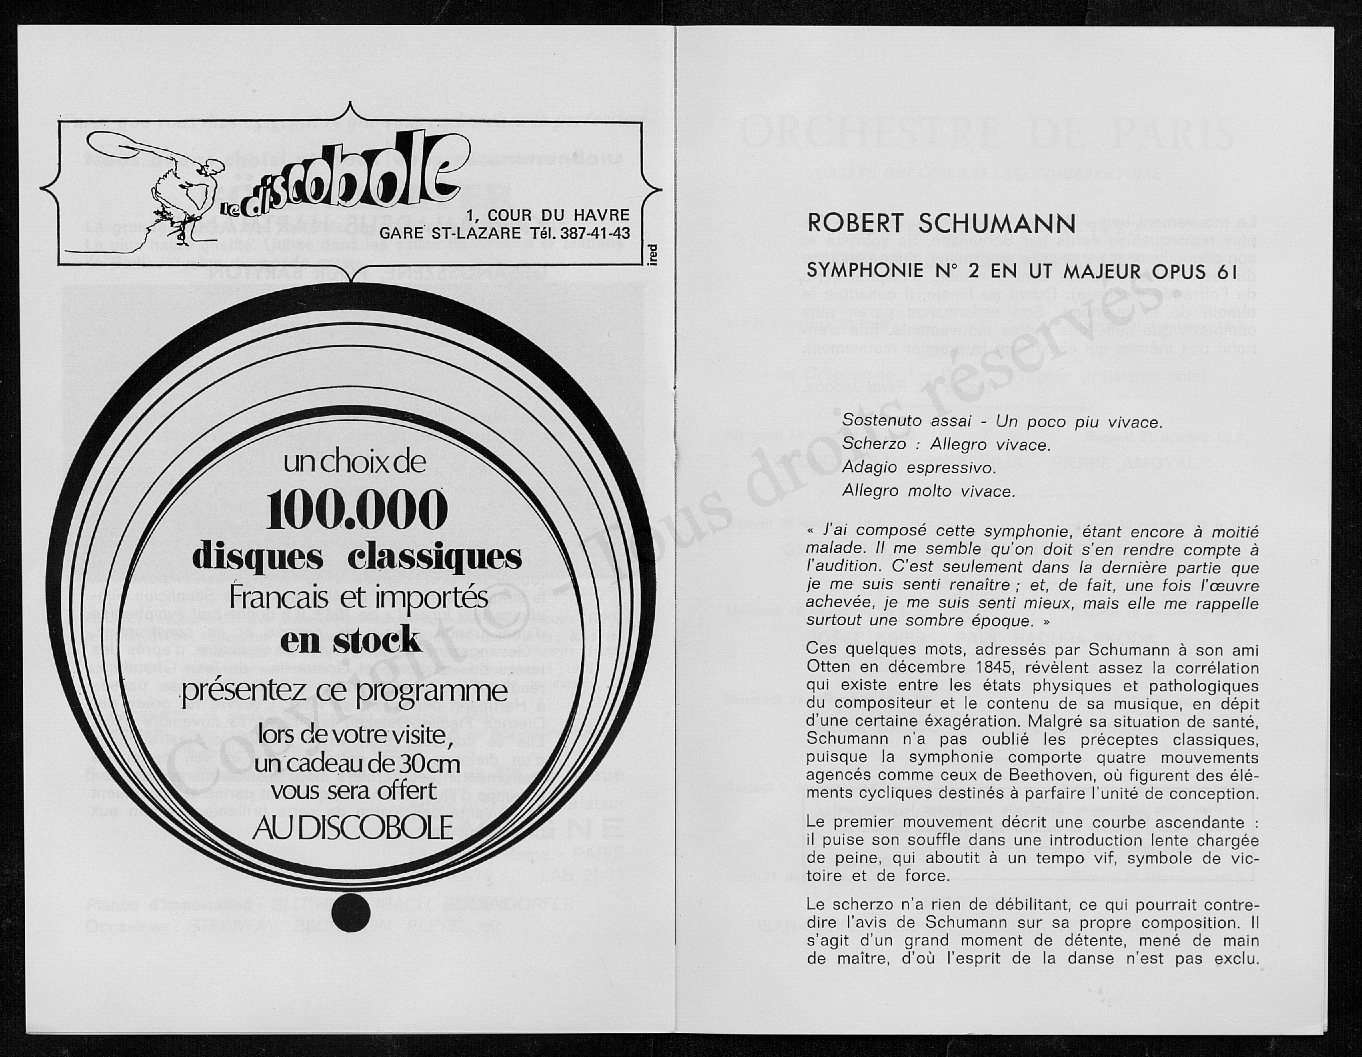 le discobole
1, COUR DU HAVRE
GARE ST-LAZARE Tél. 387-41-43
ired
un choix de
100.000
disques classiques
Francais et importés
en stock
présentez ce programme
lors de votre visite,
un cadeau de 30cm
vous sera offert
AU DISCOBOLE
ROBERT SCHUMANN
SYMPHONIE N° 2 EN UT MAJEUR OPUS 61
Sostenuto assai - Un poco piu vivace.
Scherzo : Allegro vivace.
Adagio espressivo.
Allegro molto vivace.
« J'ai composé cette symphonie, étant encore à moitié
malade. Il me semble qu'on doit s'en rendre compte à
l'audition. C'est seulement dans la dernière partie que
je me suis senti renaître ; et, de fait, une fois l'œuvre
achevée, je me suis senti mieux, mais elle me rappelle
surtout une sombre époque. »
Ces quelques mots, adressés par Schumann à son ami
Otten en décembre 1845, révèlent assez la corrélation
qui existe entre les états physiques et pathologiques
du compositeur et le contenu de sa musique, en dépit
d'une certaine éxagération. Malgré sa situation de santé,
Schumann n'a pas oublié les préceptes classiques,
puisque la symphonie comporte quatre mouvements
agencés comme ceux de Beethoven, où figurent des élé-
ments cycliques destinés à parfaire l'unité de conception.
Le premier mouvement décrit une courbe ascendante :
il puise son souffle dans une introduction lente chargée
de peine, qui aboutit à un tempo vif, symbole de vic-
toire et de force.
Le scherzo n'a rien de débilitant, ce qui pourrait contre-
dire l'avis de Schumann sur sa propre composition. Il
s'agit d'un grand moment de détente, mené de main
de maître, d'où l'esprit de la danse n'est pas exclu.
Copyright © - Tous droits réservés.